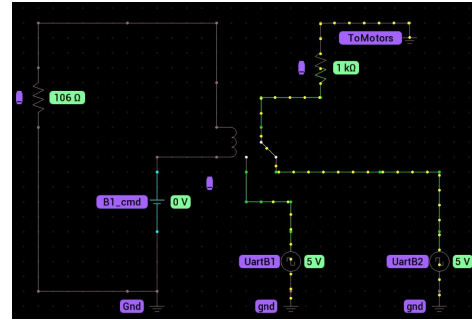 ToMotors
1 kΩ
106 Ω
B1_cmd
0 V
UartB1
5 V
UartB2
5 V
Gnd
gnd
gnd